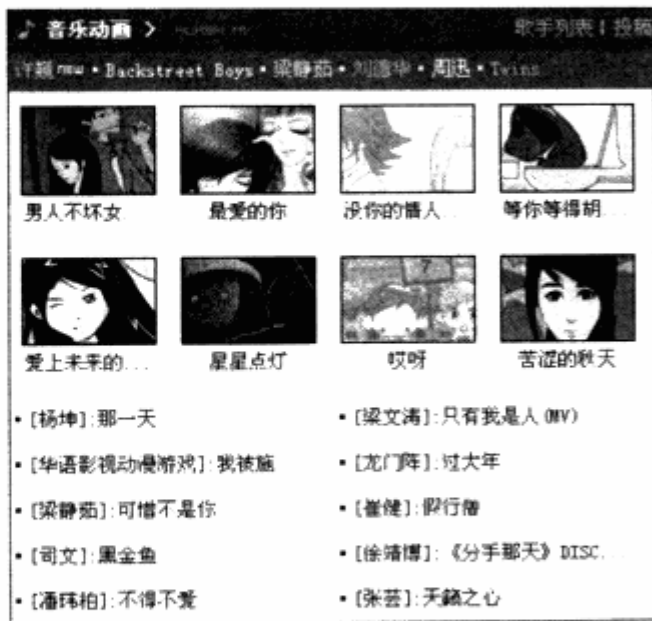 音乐动画 >
歌手列表 | 投稿
new • Backstreet Boys • 梁静茹 • 刘德华 • 周迅 • Twins
男人不坏女
最爱的你
没你的情人..
等你等得胡...
爱上未来的...
星星点灯
哎呀
苦涩的秋天
• [杨坤]:那一天
• [梁文涛]:只有我是人(MV)
• [华语影视动漫游戏]:我被施
• [龙门阵]:过大年
• [梁静茹]:可惜不是你
• [崔健]:假行僧
• [司文]:黑金鱼
• [徐靖博]:《分手那天》DISC...
• [潘玮柏]:不得不爱
• [张芸]:天籁之心